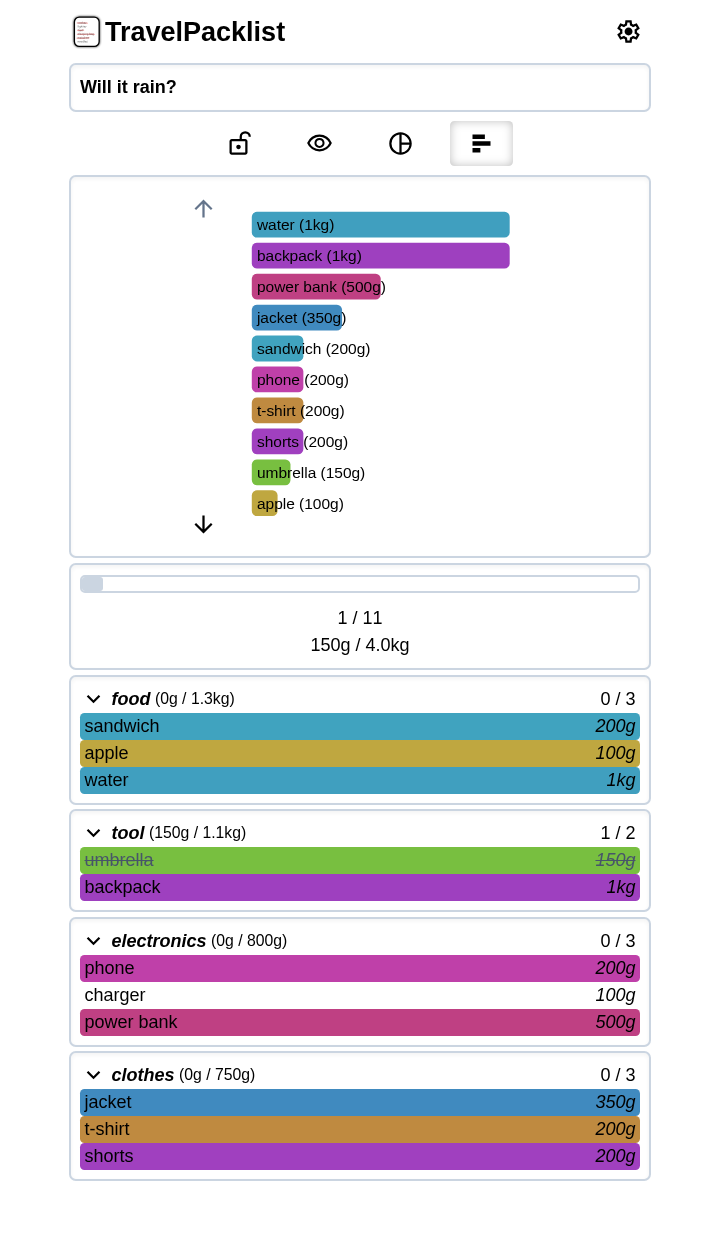 TravelPacklist
Will it rain?
water (1kg)
backpack (1kg)
power bank (500g)
jacket (350g)
sandwich (200g)
phone (200g)
t-shirt (200g)
shorts (200g)
umbrella (150g)
apple (100g)
1 / 11
150g / 4.0kg
food (0g / 1.3kg) 0 / 3
sandwich 200g
apple 100g
water 1kg
tool (150g / 1.1kg) 1 / 2
umbrella 150g
backpack 1kg
electronics (0g / 800g) 0 / 3
phone 200g
charger 100g
power bank 500g
clothes (0g / 750g) 0 / 3
jacket 350g
t-shirt 200g
shorts 200g